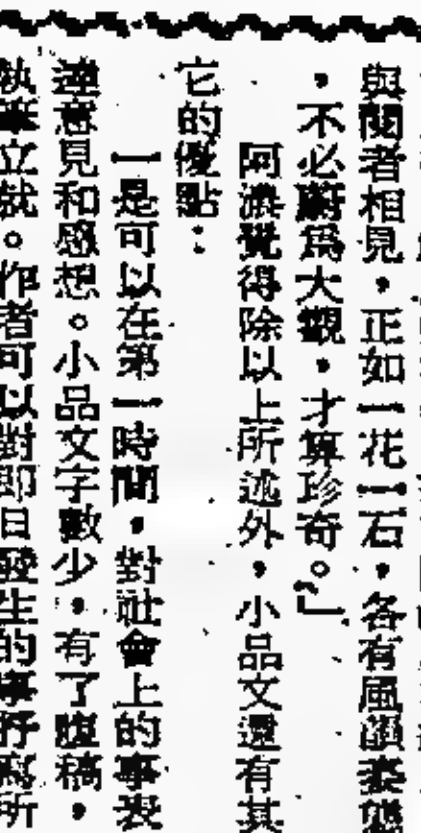 與閱者相見，正如一花一石，各有風韻姿態
，不必蔚為大觀，才算珍奇。」
阿濃覺得除以上所述外，小品文還有其
它的優點：
一是可以在第一時間，對社會上的事表
達意見和感想。小品文字數少，有了腹稿，
執筆立就。作者可以對即日發生的事抒寫所